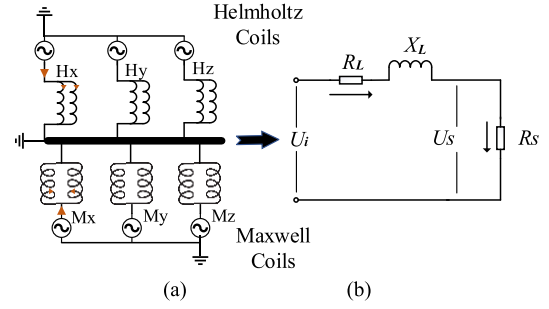 Helmholtz
Coils
Hx
Hy
Hz
Mx
My
Mz
Maxwell
Coils
(a)
RL
XL
Ui
Us
Rs
(b)